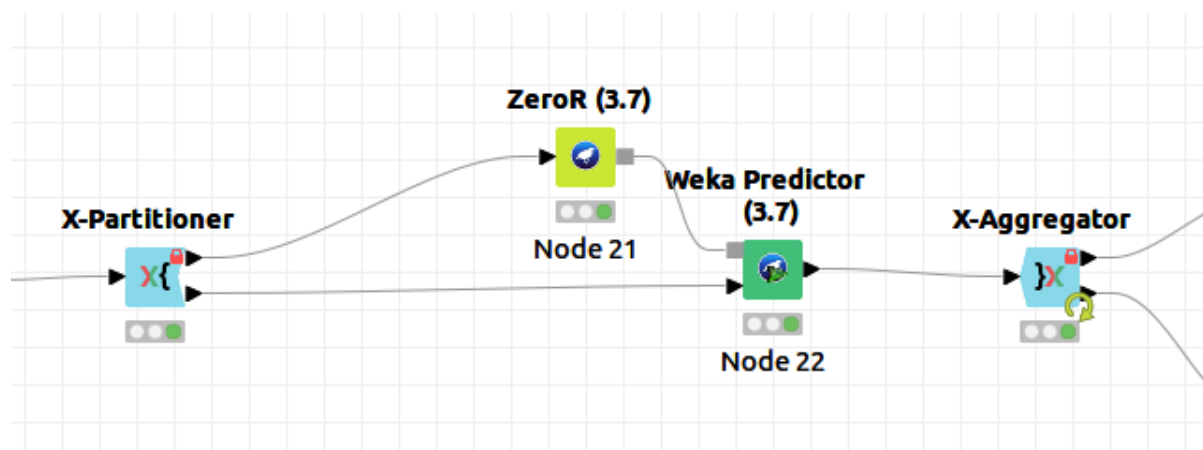 ZeroR (3.7)
Node 21
Weka Predictor
(3.7)
Node 22
X-Partitioner
X{
X-Aggregator
}X